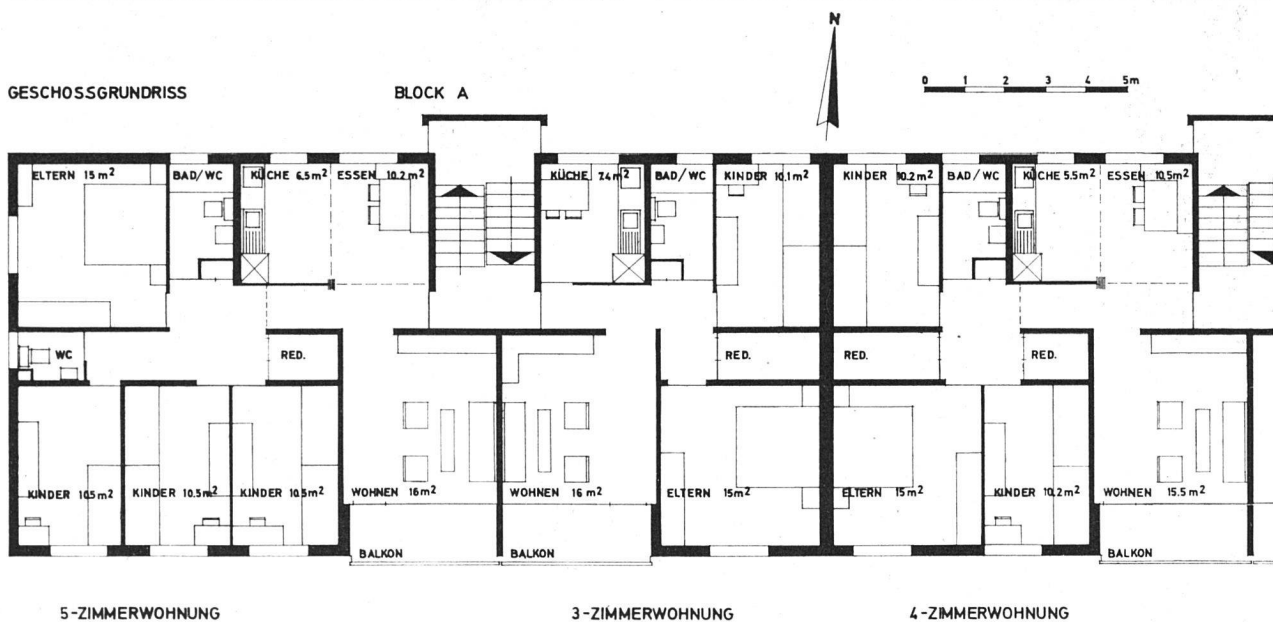 N
0 1 2 3 4 5m
GESCHOSSGRUNDRISS BLOCK A
ELTERN 15 m² BAD/WC KÜCHE 6.5 m² ESSEN 10.2 m² KÜCHE 7.4 m² BAD/WC KINDER 10.1 m² KINDER 10.2 m² BAD/WC KÜCHE 5.5 m² ESSEN 10.5 m²
WC RED. RED. RED. RED.
KINDER 10.5 m² KINDER 10.5 m² KINDER 10.5 m² WOHNEN 16 m² WOHNEN 16 m² ELTERN 15 m² ELTERN 15 m² KINDER 10.2 m² WOHNEN 15.5 m²
BALKON BALKON BALKON
5-ZIMMERWOHNUNG 3-ZIMMERWOHNUNG 4-ZIMMERWOHNUNG